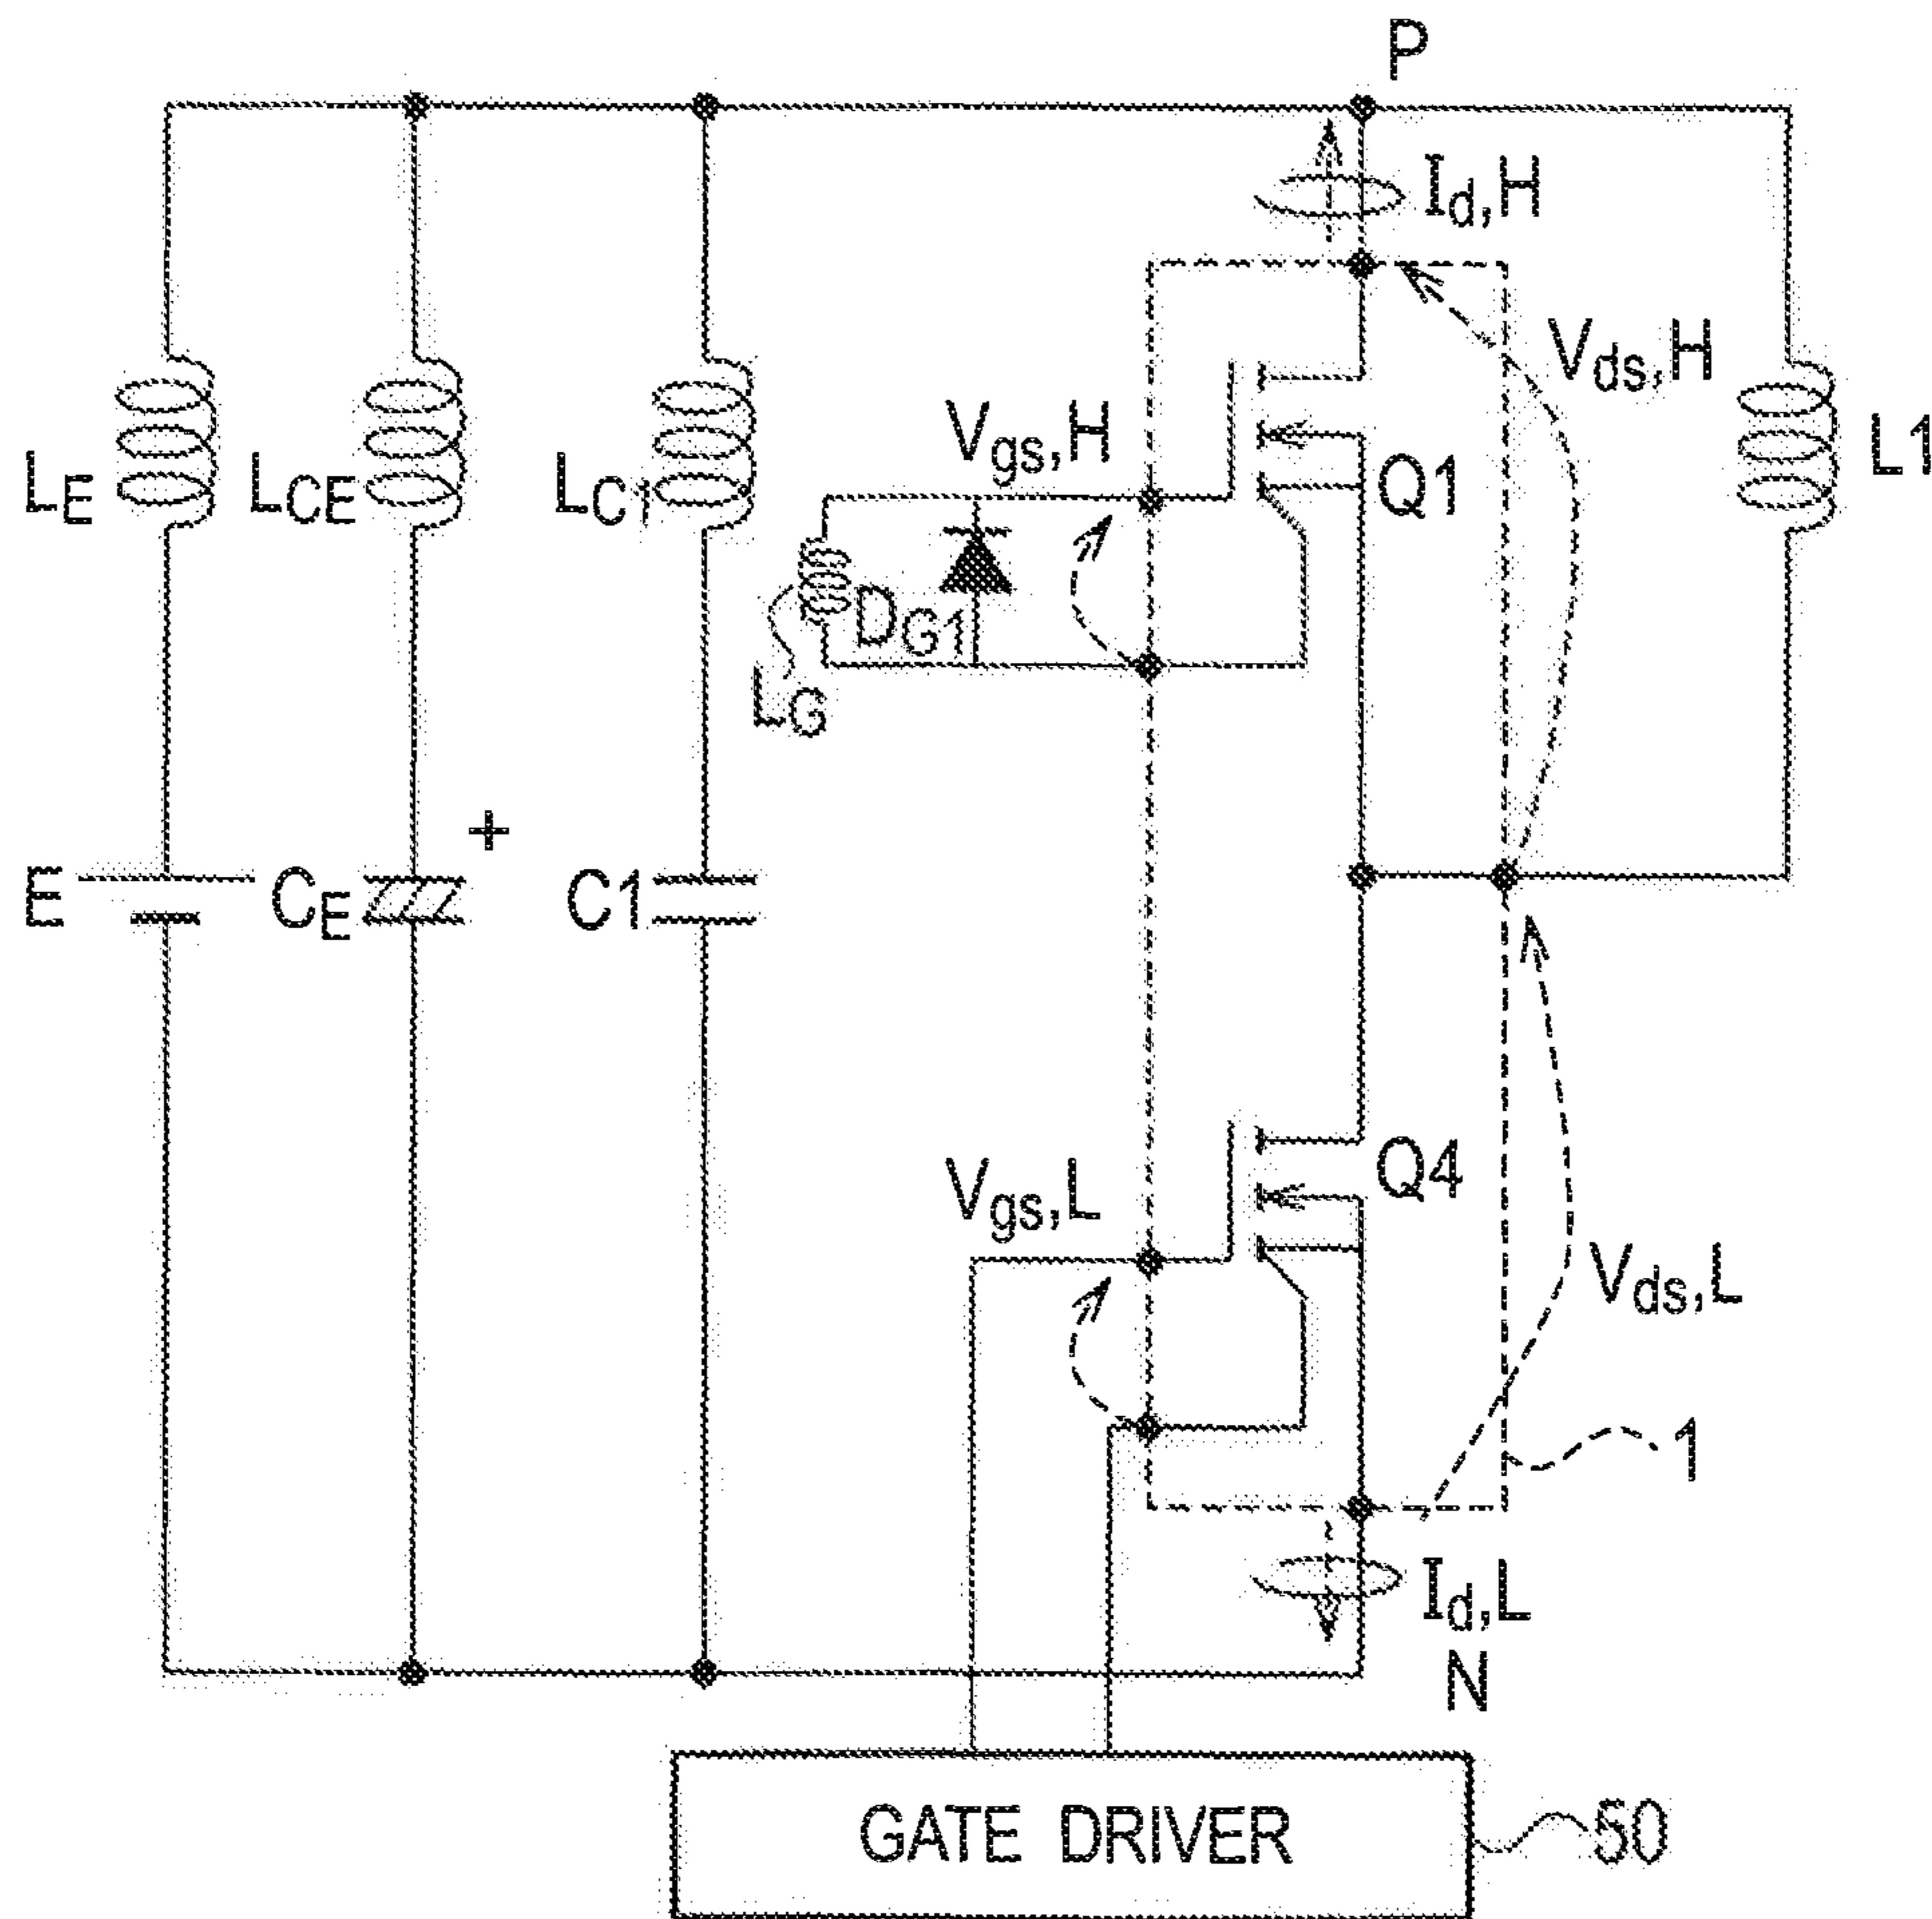 P
Id,H
Vds,H
Vgs,H
LE
LCE
LC1
Q1
L1
DG1
LG
+
E
CE
C1
Vgs,L
Q4
Vds,L
1
Id,L
N
GATE DRIVER
50